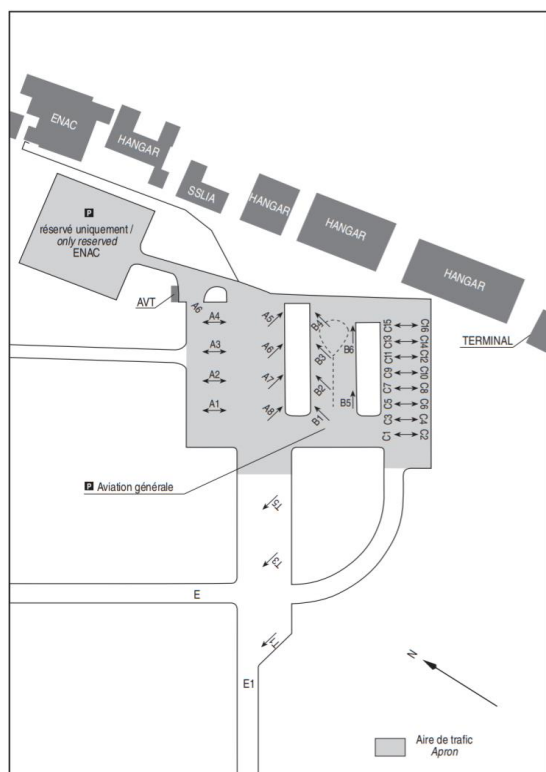 ENAC
HANGAR
SSLIA
HANGAR
HANGAR
HANGAR
P
réservé uniquement /
only reserved
ENAC
AVT
TERMINAL
A6
A4
A3
A2
A1
A5
A6
A7
A8
B4
B3
B2
B1
B6
B5
C15
C13
C11
C9
C7
C5
C3
C1
C16
C14
C12
C10
C8
C6
C4
C2
P Aviation générale
T5
T3
T1
E
E1
N
Aire de trafic
Apron